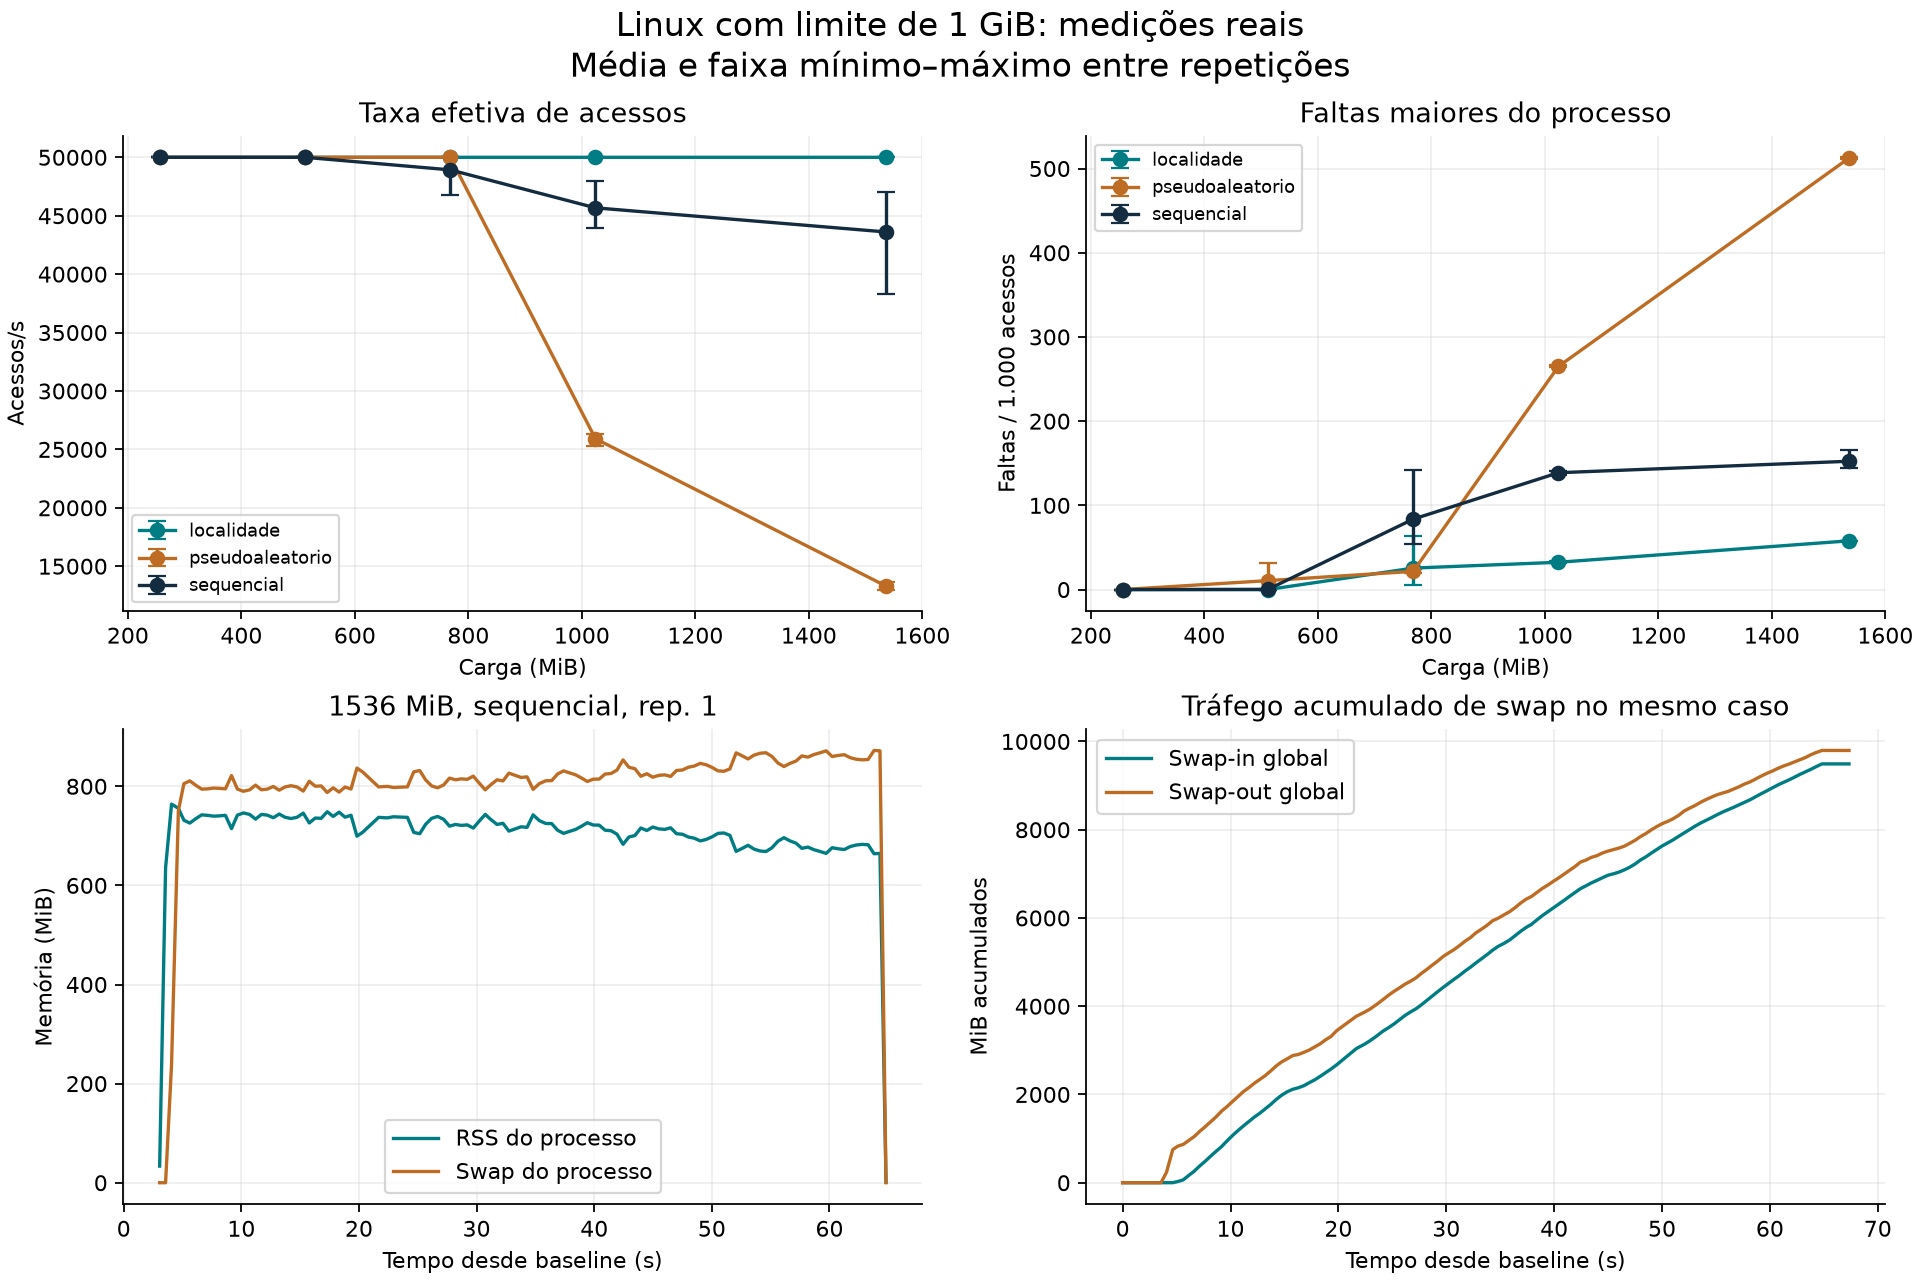 Linux com limite de 1 GiB: medições reais
Média e faixa mínimo–máximo entre repetições
Taxa efetiva de acessos
Acessos/s
50000
45000
40000
35000
30000
25000
20000
15000
localidade
pseudoaleatorio
sequencial
200 400 600 800 1000 1200 1400 1600
Carga (MiB)
Faltas maiores do processo
Faltas / 1.000 acessos
500
400
300
200
100
0
localidade
pseudoaleatorio
sequencial
200 400 600 800 1000 1200 1400 1600
Carga (MiB)
1536 MiB, sequencial, rep. 1
Memória (MiB)
800
600
400
200
0
RSS do processo
Swap do processo
0 10 20 30 40 50 60
Tempo desde baseline (s)
Tráfego acumulado de swap no mesmo caso
MiB acumulados
10000
8000
6000
4000
2000
0
Swap-in global
Swap-out global
0 10 20 30 40 50 60 70
Tempo desde baseline (s)